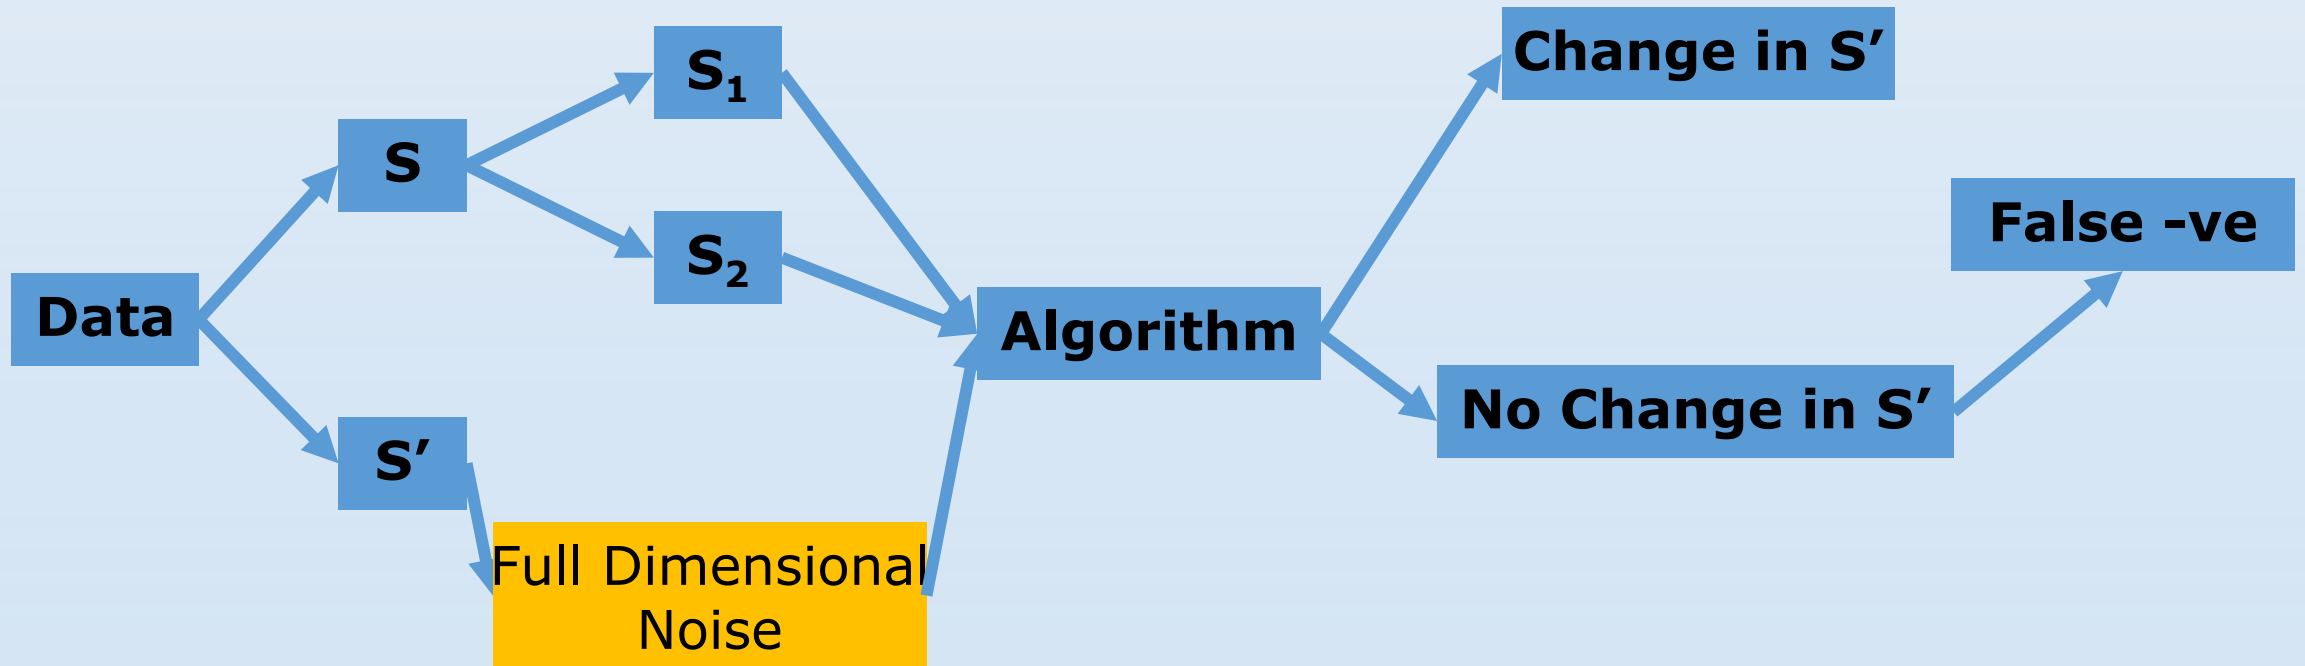 Data
S
S′
S₁
S₂
Full Dimensional
Noise
Algorithm
Change in S′
No Change in S′
False –ve